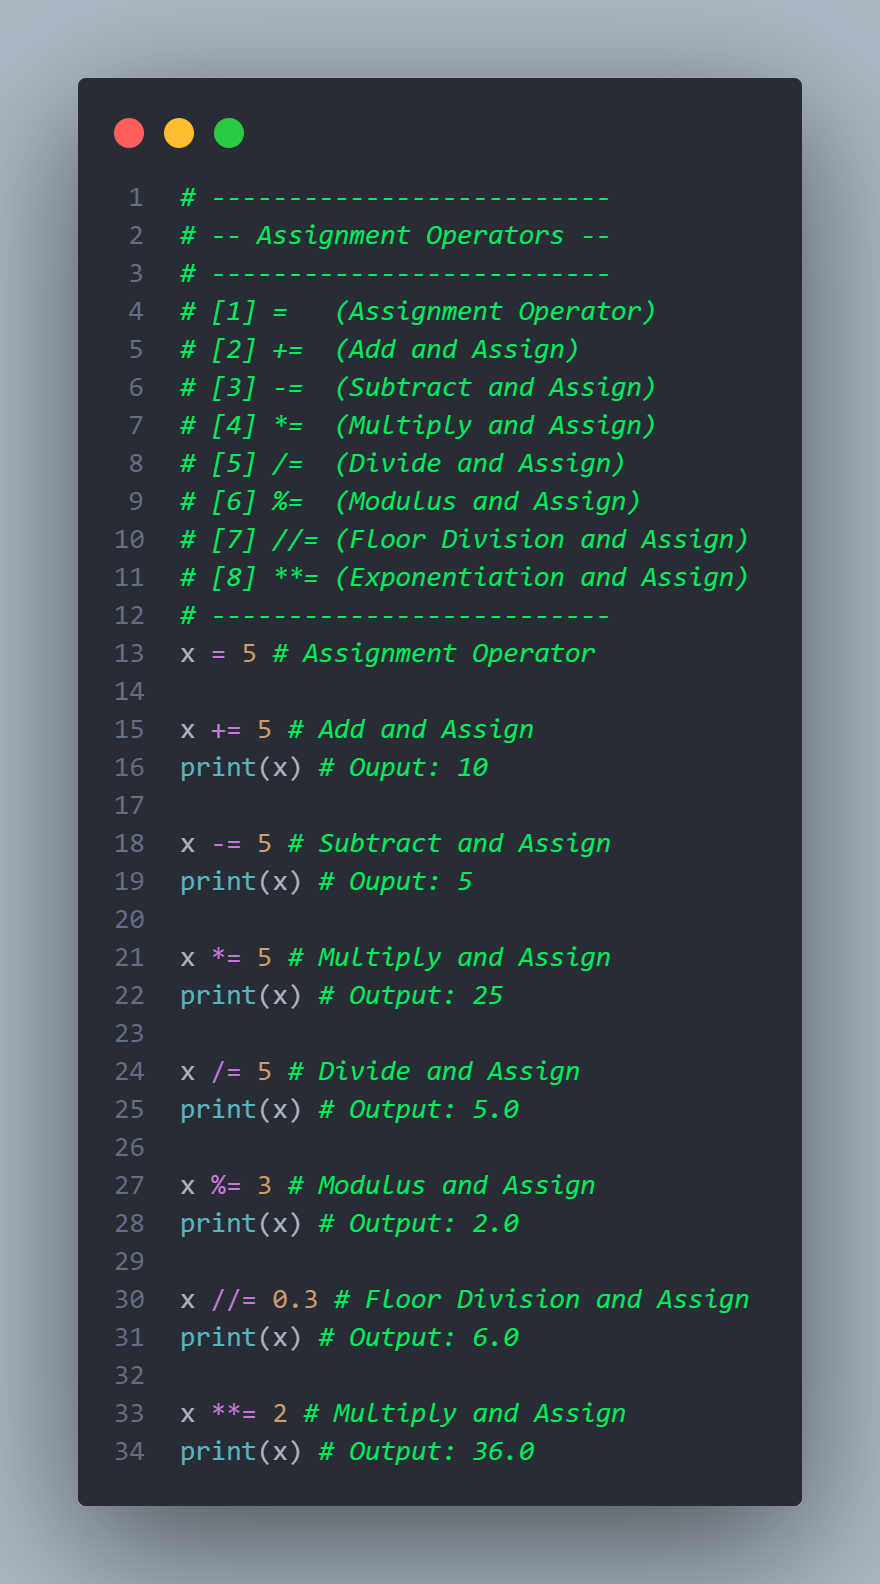 1 # --------------------------
2 # -- Assignment Operators --
3 # --------------------------
4 # [1] =   (Assignment Operator)
5 # [2] +=  (Add and Assign)
6 # [3] -=  (Subtract and Assign)
7 # [4] *=  (Multiply and Assign)
8 # [5] /=  (Divide and Assign)
9 # [6] %=  (Modulus and Assign)
10 # [7] //= (Floor Division and Assign)
11 # [8] **= (Exponentiation and Assign)
12 # --------------------------
13 x = 5 # Assignment Operator
14
15 x += 5 # Add and Assign
16 print(x) # Ouput: 10
17
18 x -= 5 # Subtract and Assign
19 print(x) # Ouput: 5
20
21 x *= 5 # Multiply and Assign
22 print(x) # Output: 25
23
24 x /= 5 # Divide and Assign
25 print(x) # Output: 5.0
26
27 x %= 3 # Modulus and Assign
28 print(x) # Output: 2.0
29
30 x //= 0.3 # Floor Division and Assign
31 print(x) # Output: 6.0
32
33 x **= 2 # Multiply and Assign
34 print(x) # Output: 36.0